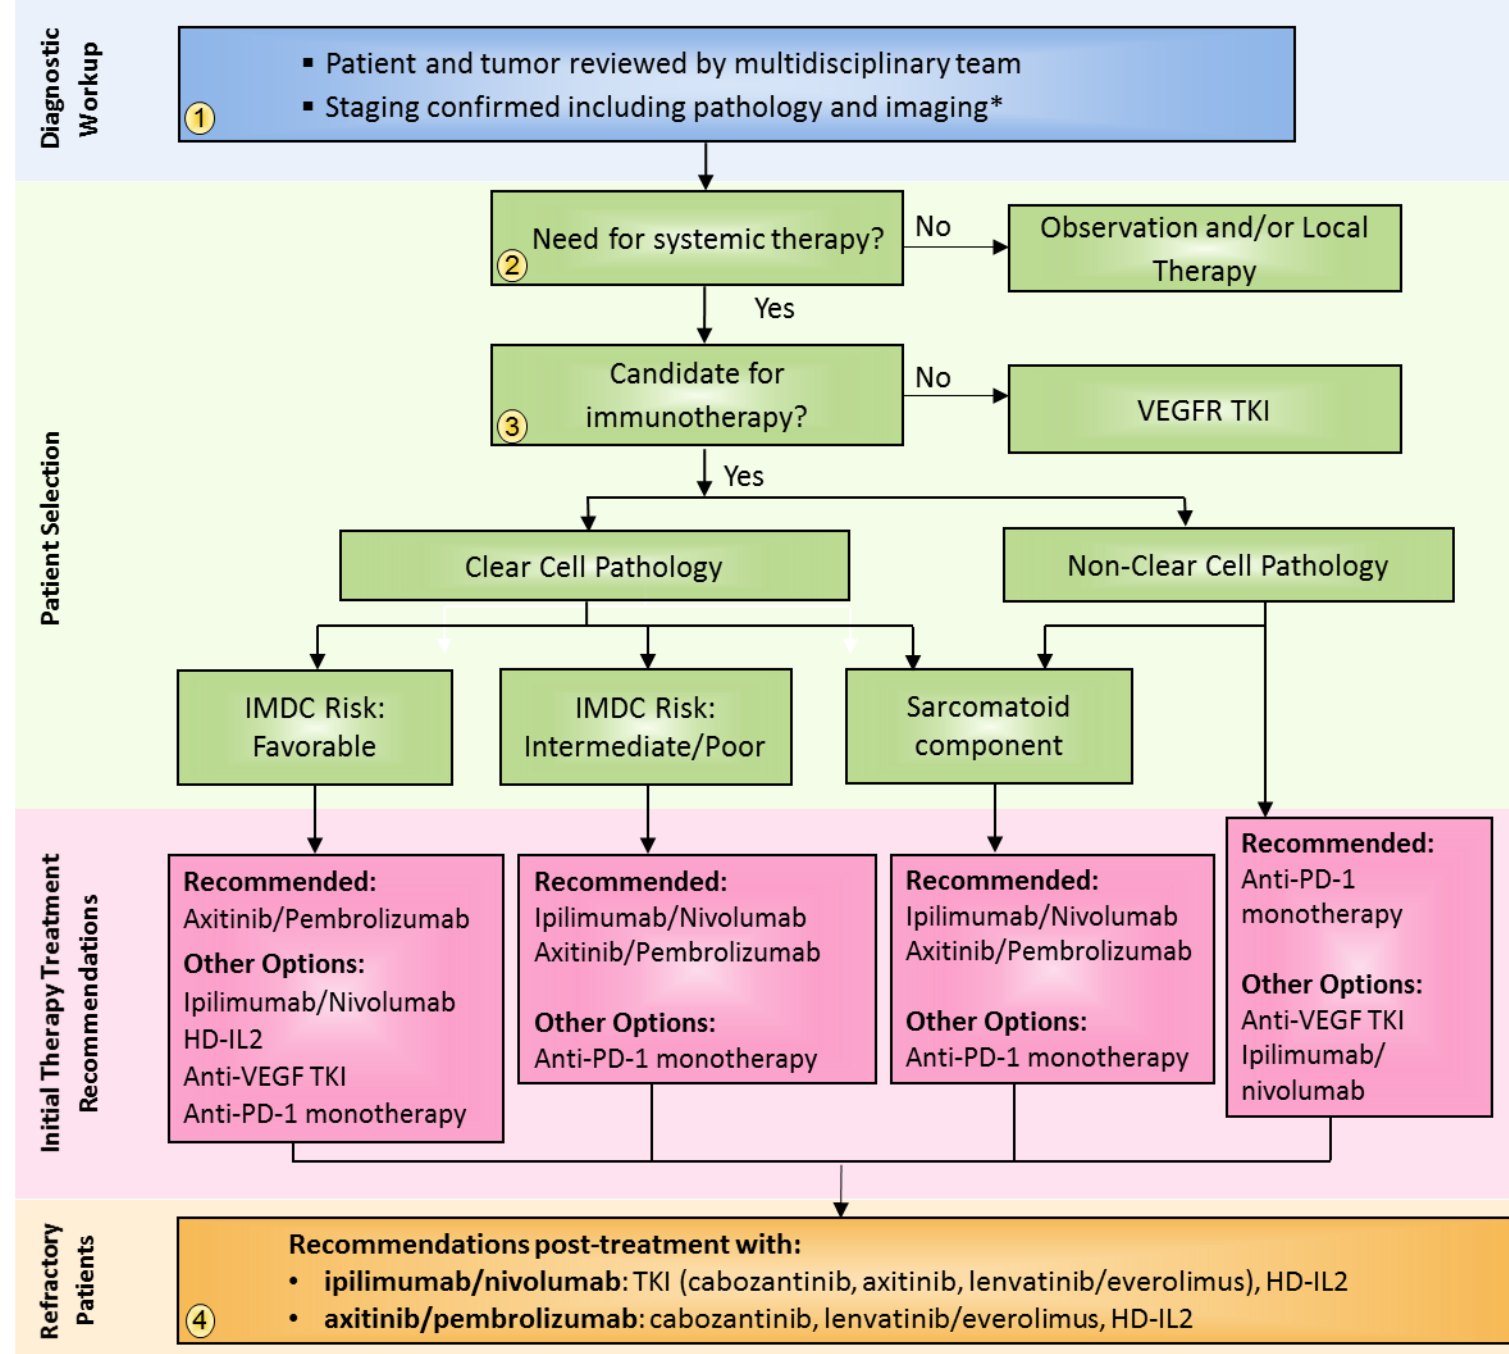 Diagnostic
Workup
▪ Patient and tumor reviewed by multidisciplinary team
▪ Staging confirmed including pathology and imaging*
1
Patient Selection
Need for systemic therapy?
2
No
Observation and/or Local
Therapy
Yes
Candidate for
immunotherapy?
3
No
VEGFR TKI
Yes
Clear Cell Pathology
Non-Clear Cell Pathology
IMDC Risk:
Favorable
IMDC Risk:
Intermediate/Poor
Sarcomatoid
component
Initial Therapy Treatment
Recommendations
Recommended:
Axitinib/Pembrolizumab
Other Options:
Ipilimumab/Nivolumab
HD-IL2
Anti-VEGF TKI
Anti-PD-1 monotherapy
Recommended:
Ipilimumab/Nivolumab
Axitinib/Pembrolizumab
Other Options:
Anti-PD-1 monotherapy
Recommended:
Ipilimumab/Nivolumab
Axitinib/Pembrolizumab
Other Options:
Anti-PD-1 monotherapy
Recommended:
Anti-PD-1
monotherapy
Other Options:
Anti-VEGF TKI
Ipilimumab/
nivolumab
Refractory
Patients
Recommendations post-treatment with:
• ipilimumab/nivolumab: TKI (cabozantinib, axitinib, lenvatinib/everolimus), HD-IL2
• axitinib/pembrolizumab: cabozantinib, lenvatinib/everolimus, HD-IL2
4